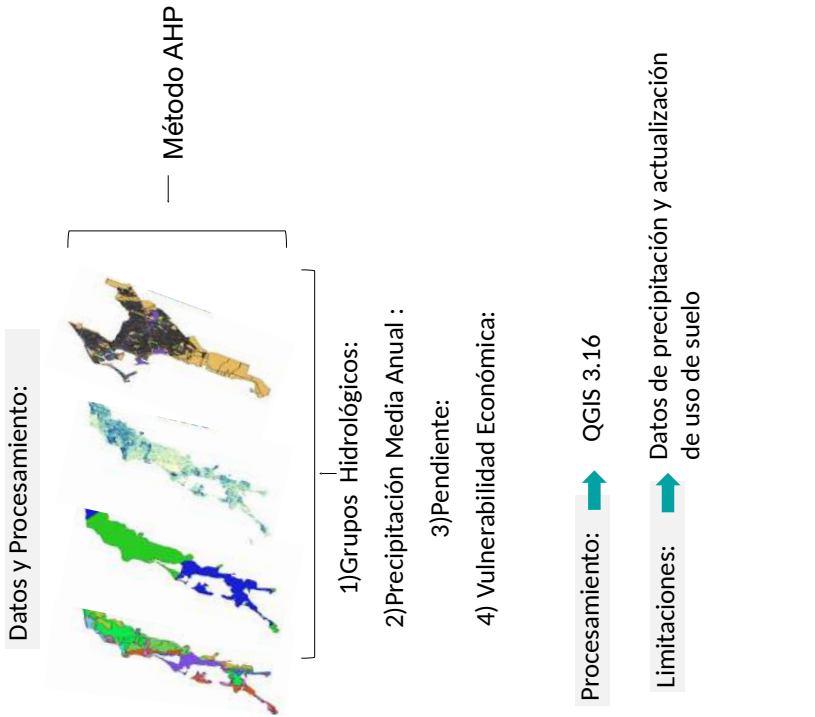 Datos y Procesamiento:
Método AHP
1)Grupos Hidrológicos:
2)Precipitación Media Anual :
3)Pendiente:
4) Vulnerabilidad Económica:
Procesamiento:
QGIS 3.16
Limitaciones:
Datos de precipitación y actualización
de uso de suelo